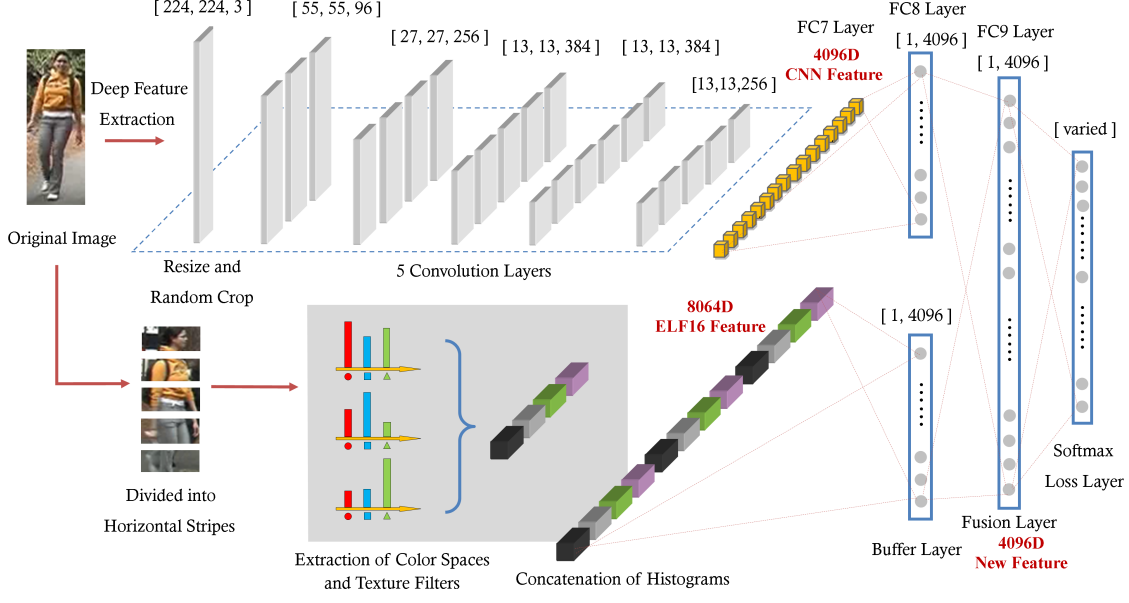 [ 224, 224, 3 ]
[ 55, 55, 96 ]
[ 27, 27, 256 ]
[ 13, 13, 384 ]
[ 13, 13, 384 ]
[13,13,256]
FC7 Layer
4096D
CNN Feature
FC8 Layer
[ 1, 4096 ]
FC9 Layer
[ 1, 4096 ]
[ varied ]
Deep Feature
Extraction
Original Image
Resize and
Random Crop
5 Convolution Layers
8064D
ELF16 Feature
[ 1, 4096 ]
Divided into
Horizontal Stripes
Extraction of Color Spaces
and Texture Filters
Concatenation of Histograms
Buffer Layer
Fusion Layer
4096D
New Feature
Softmax
Loss Layer